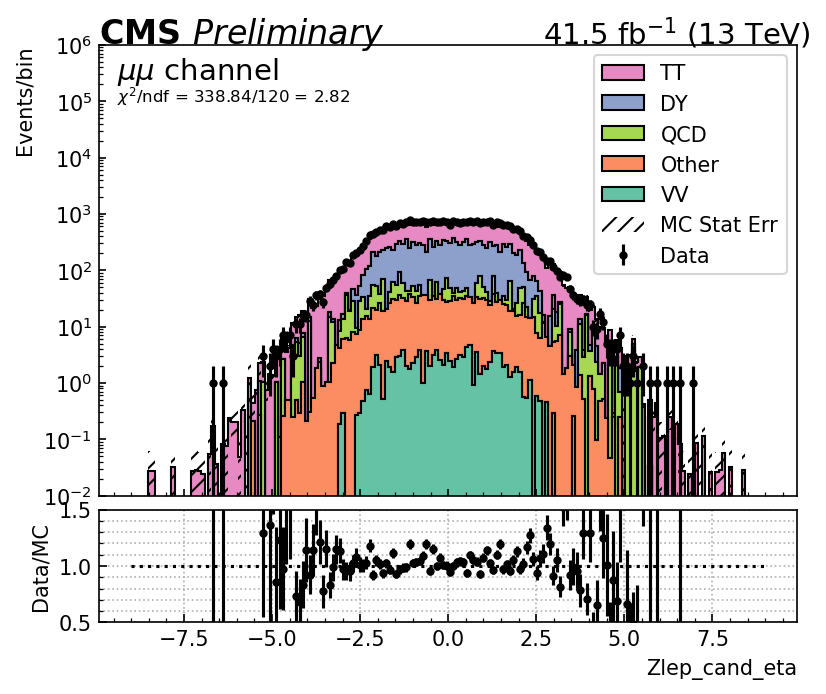 CMS Preliminary 41.5 fb⁻¹ (13 TeV)
μμ channel
χ²/ndf = 338.84/120 = 2.82
TT
DY
QCD
Other
VV
MC Stat Err
Data
Events/bin
10⁶
10⁵
10⁴
10³
10²
10¹
10⁰
10⁻¹
10⁻²
Data/MC
1.5
1.0
0.5
−7.5 −5.0 −2.5 0.0 2.5 5.0 7.5
Zlep_cand_eta